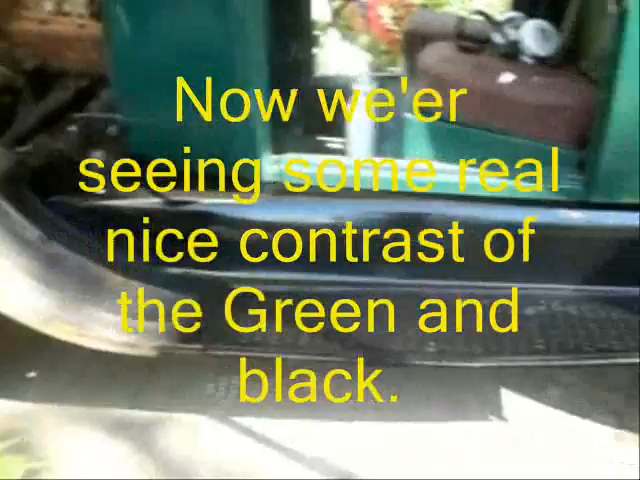 Now we'er
seeing some real
nice contrast of
the Green and
black.